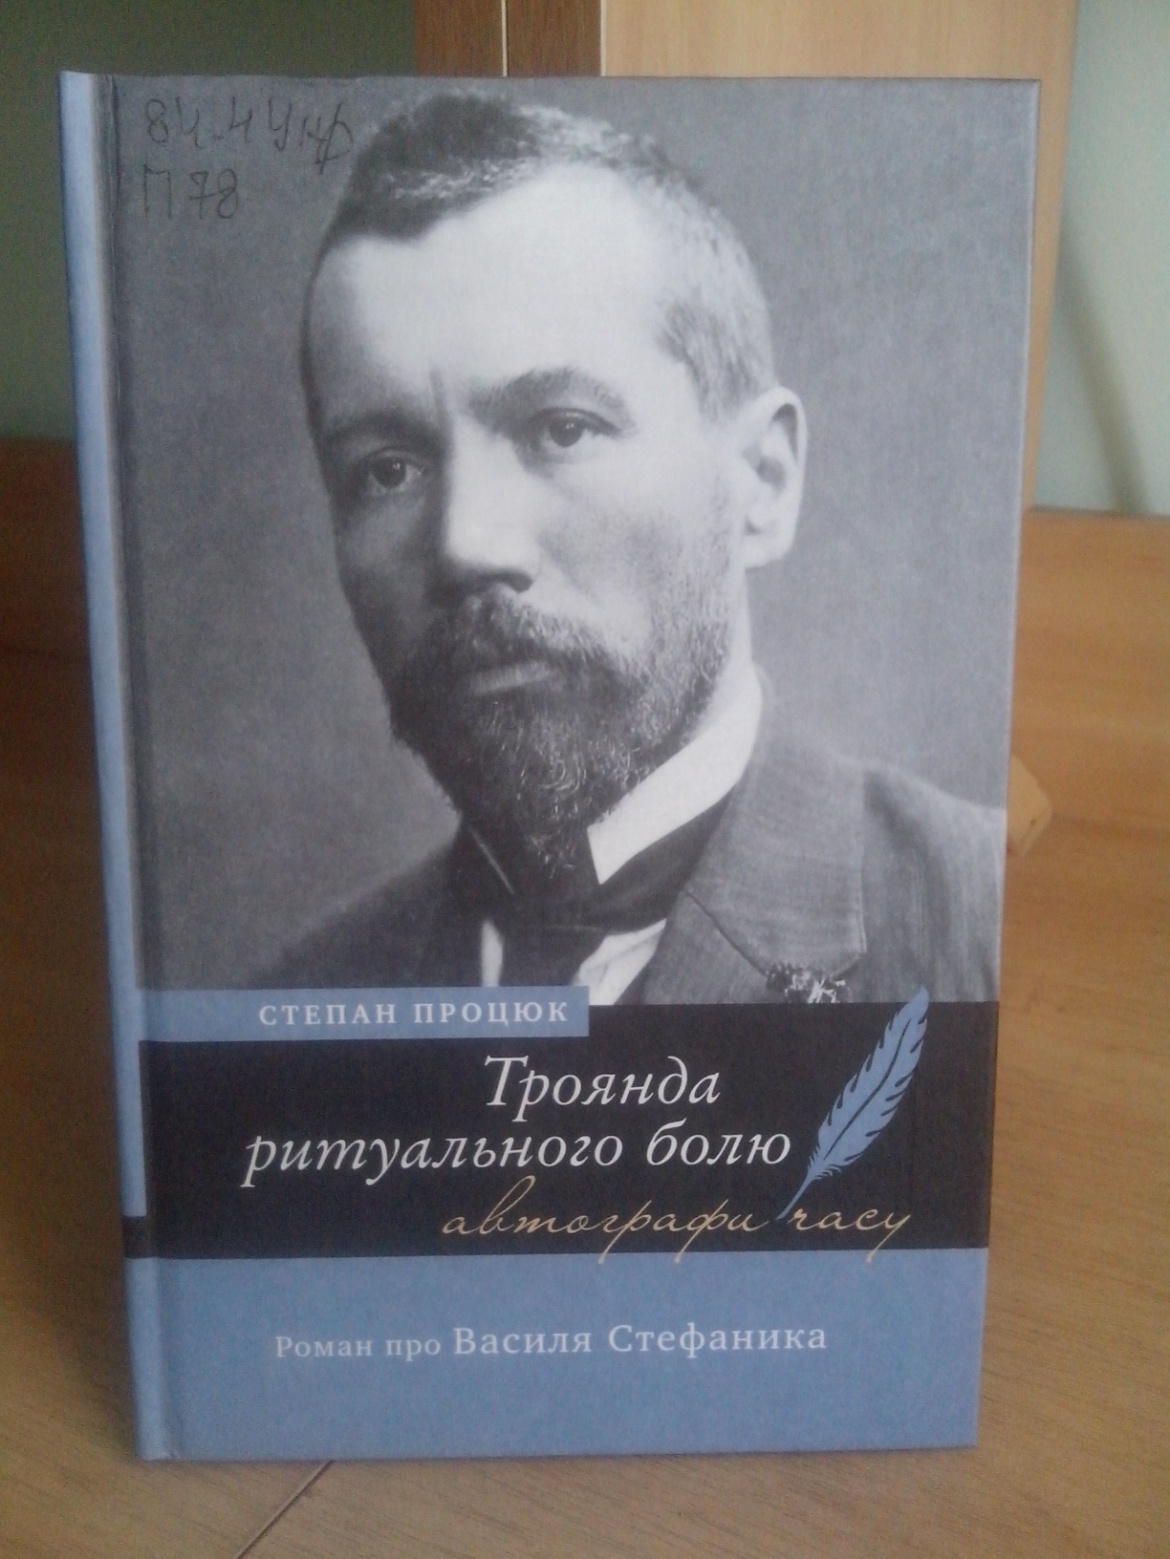 84.4Укр
П78
СТЕПАН ПРОЦЮК
Троянда
ритуального болю
автографи часу
Роман про Василя Стефаника